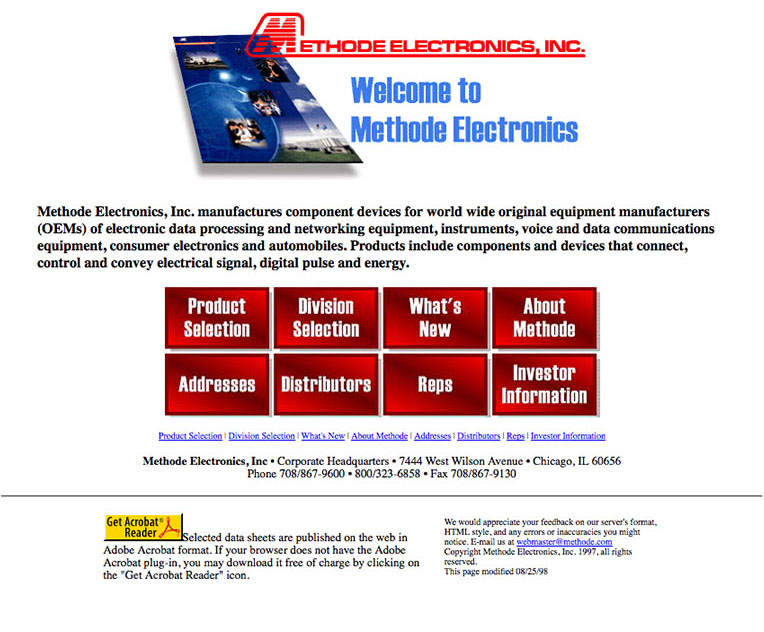 METHODE ELECTRONICS, INC.
Welcome to
Methode Electronics
Methode Electronics, Inc. manufactures component devices for world wide original equipment manufacturers
(OEMs) of electronic data processing and networking equipment, instruments, voice and data communications
equipment, consumer electronics and automobiles. Products include components and devices that connect,
control and convey electrical signal, digital pulse and energy.
Product Selection
Division Selection
What's New
About Methode
Addresses
Distributors
Reps
Investor Information
Product Selection | Division Selection | What's New | About Methode | Addresses | Distributors | Reps | Investor Information
Methode Electronics, Inc • Corporate Headquarters • 7444 West Wilson Avenue • Chicago, IL 60656
Phone 708/867-9600 • 800/323-6858 • Fax 708/867-9130
Get Acrobat®
Reader
Selected data sheets are published on the web in
Adobe Acrobat format. If your browser does not have the Adobe
Acrobat plug-in, you may download it free of charge by clicking on
the "Get Acrobat Reader" icon.
We would appreciate your feedback on our server's format,
HTML style, and any errors or inaccuracies you might
notice. E-mail us at webmaster@methode.com
Copyright Methode Electronics, Inc. 1997, all rights
reserved.
This page modified 08/25/98